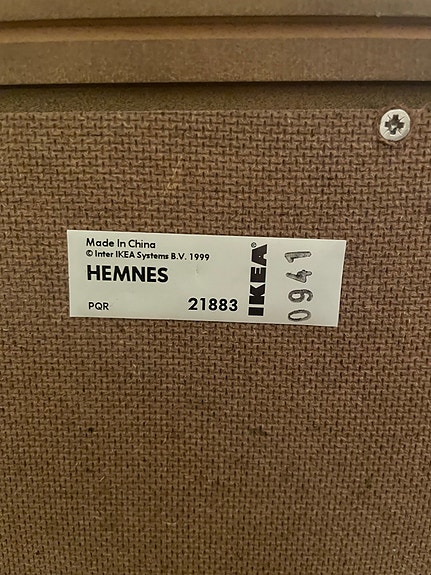 Made In China
© Inter IKEA Systems B.V. 1999
HEMNES
PQR 21883
IKEA®
0941